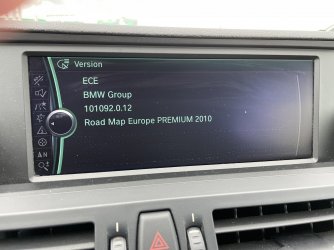 Version
ECE
BMW Group
101092.0.12
Road Map Europe PREMIUM 2010
N